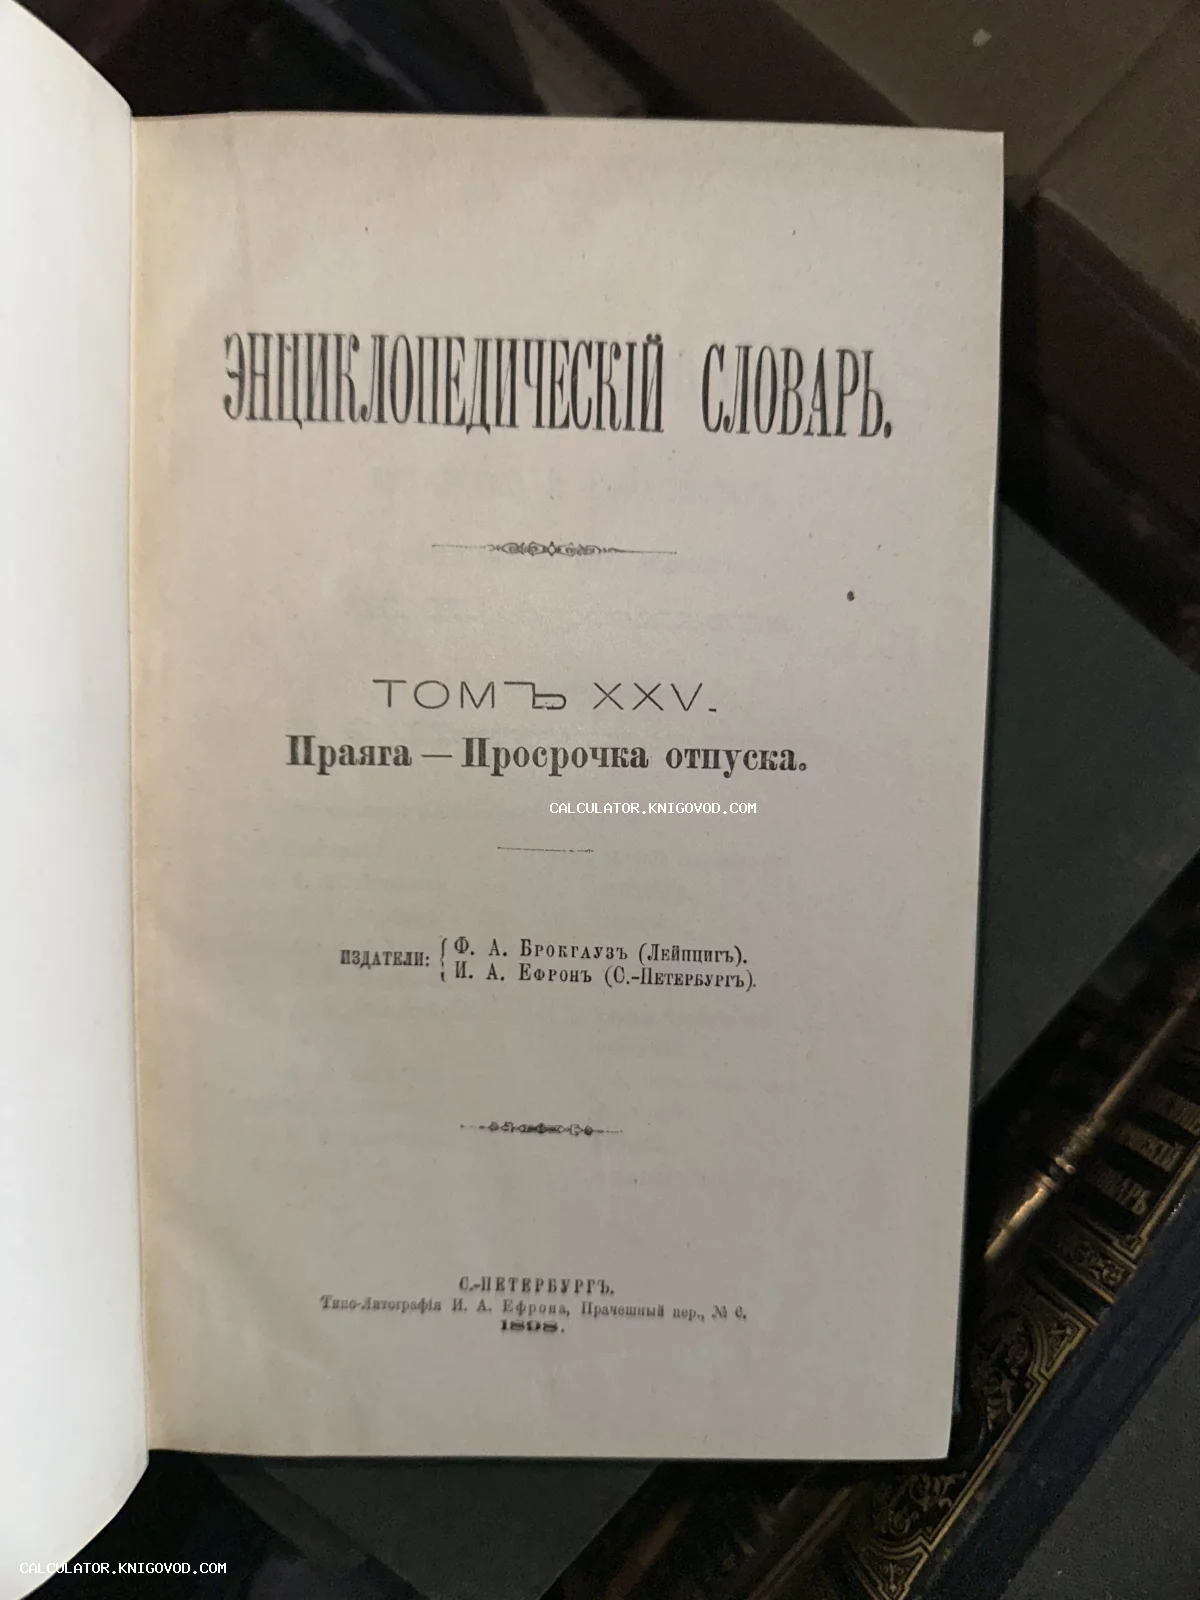 ЭНЦИКЛОПЕДИЧЕСКІЙ СЛОВАРЬ.
ТОМЪ XXV.
Праяга — Просрочка отпуска.
CALCULATOR.KNIGOVOD.COM
ИЗДАТЕЛИ: { Ф. А. БРОКГАУЗЪ (ЛЕЙПЦИГЪ).
И. А. ЕФРОНЪ (С.-ПЕТЕРБУРГЪ).
С.-ПЕТЕРБУРГЪ.
Типо-Литографія И. А. Ефрона, Прачешный пер., № 6.
1898.
СЛОВАРЬ
CALCULATOR.KNIGOVOD.COM